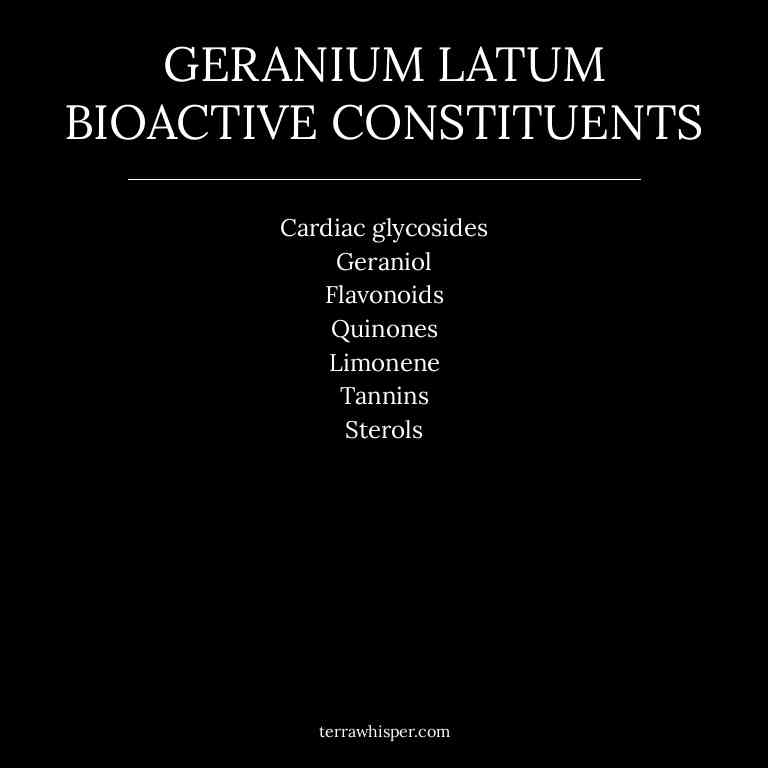 GERANIUM LATUM
BIOACTIVE CONSTITUENTS
Cardiac glycosides
Geraniol
Flavonoids
Quinones
Limonene
Tannins
Sterols
terrawhisper.com